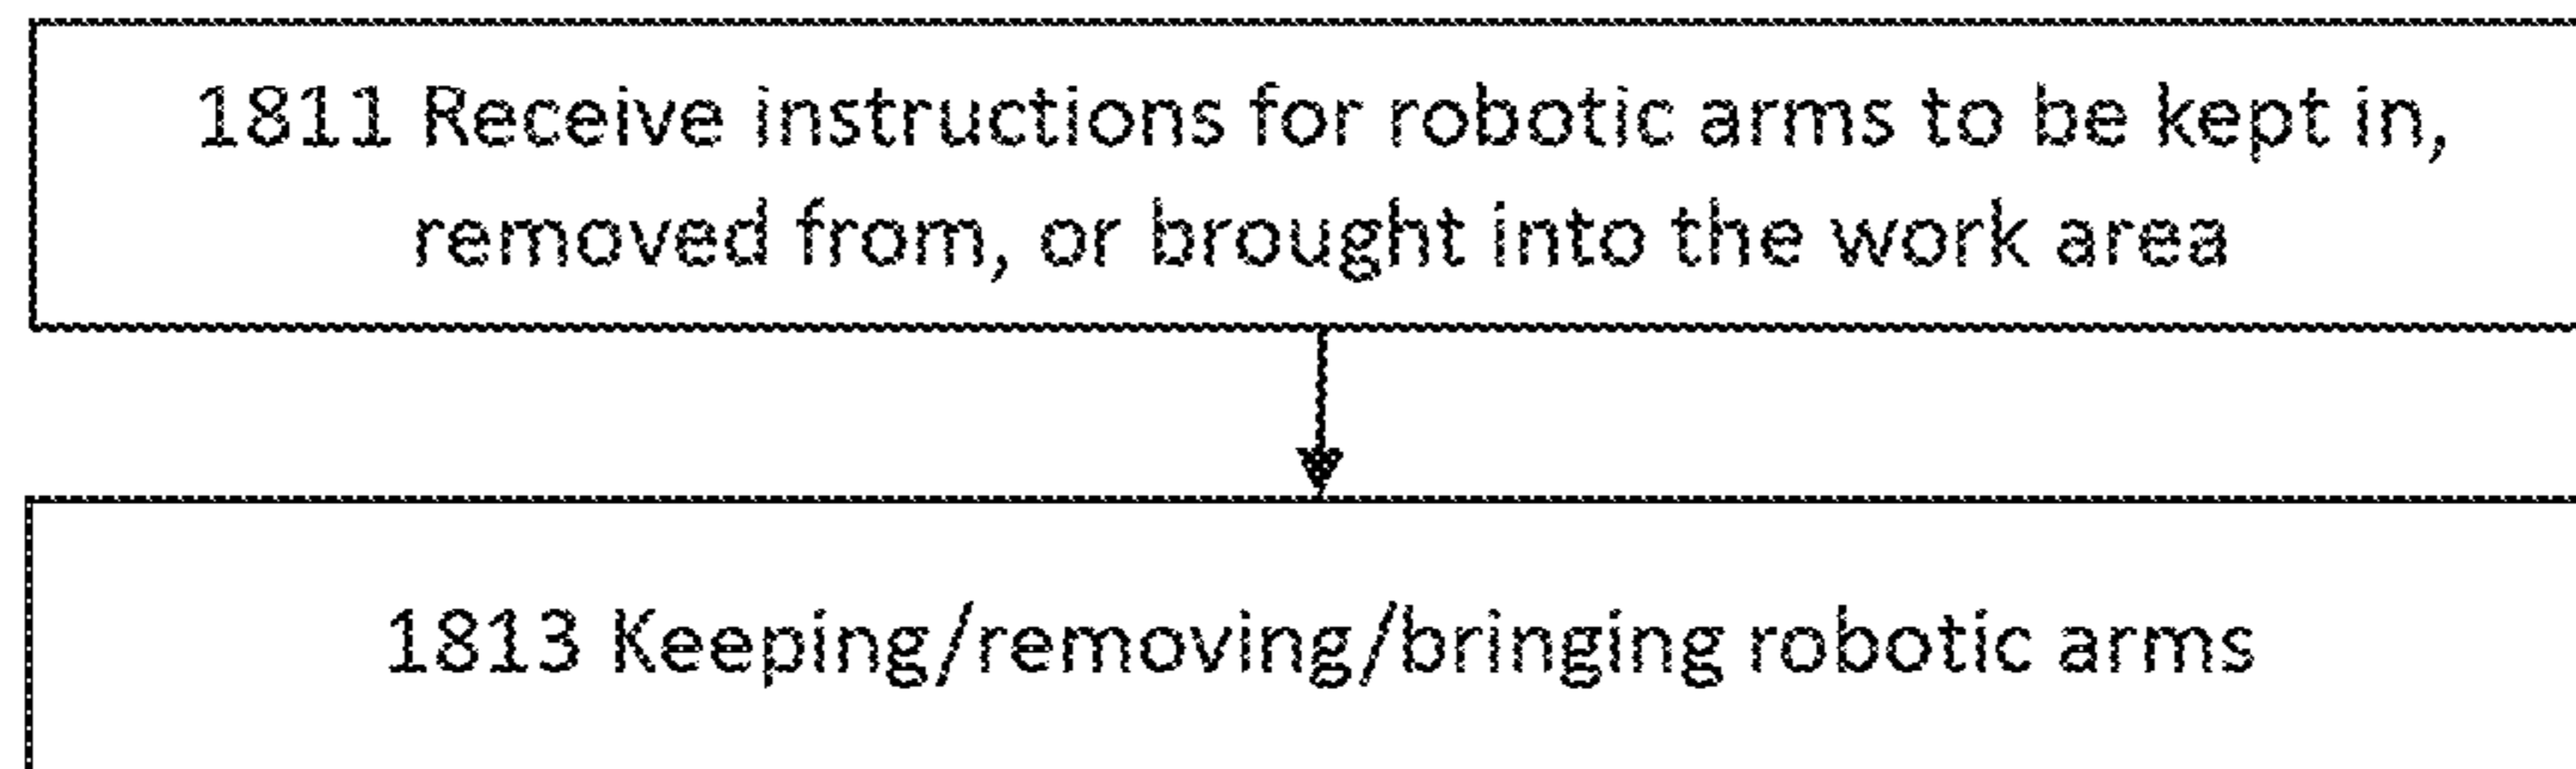 1811 Receive instructions for robotic arms to be kept in,
removed from, or brought into the work area
1813 Keeping/removing/bringing robotic arms